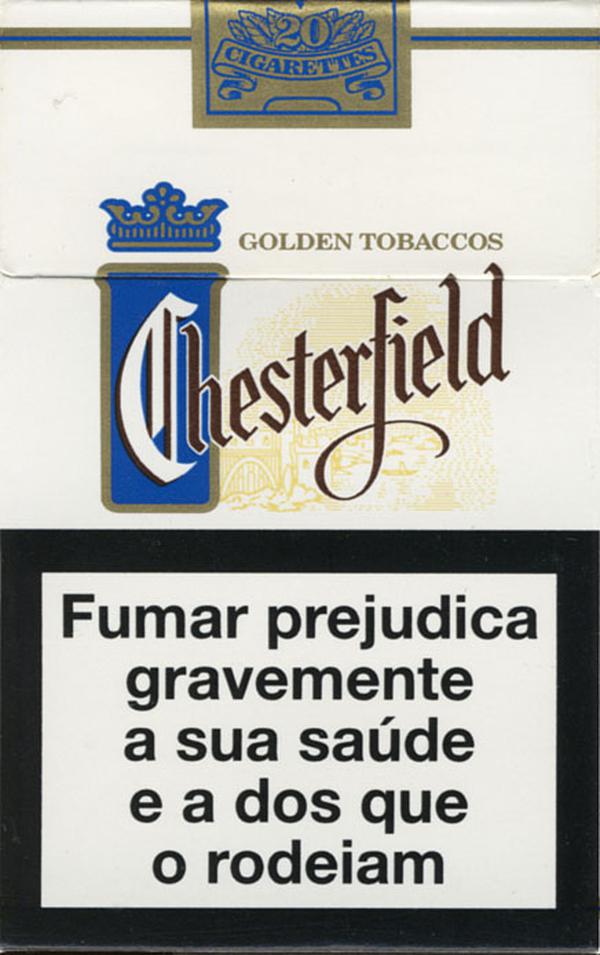 20
CIGARETTES
GOLDEN TOBACCOS
Chesterfield
Fumar prejudica
gravemente
a sua saúde
e a dos que
o rodeiam